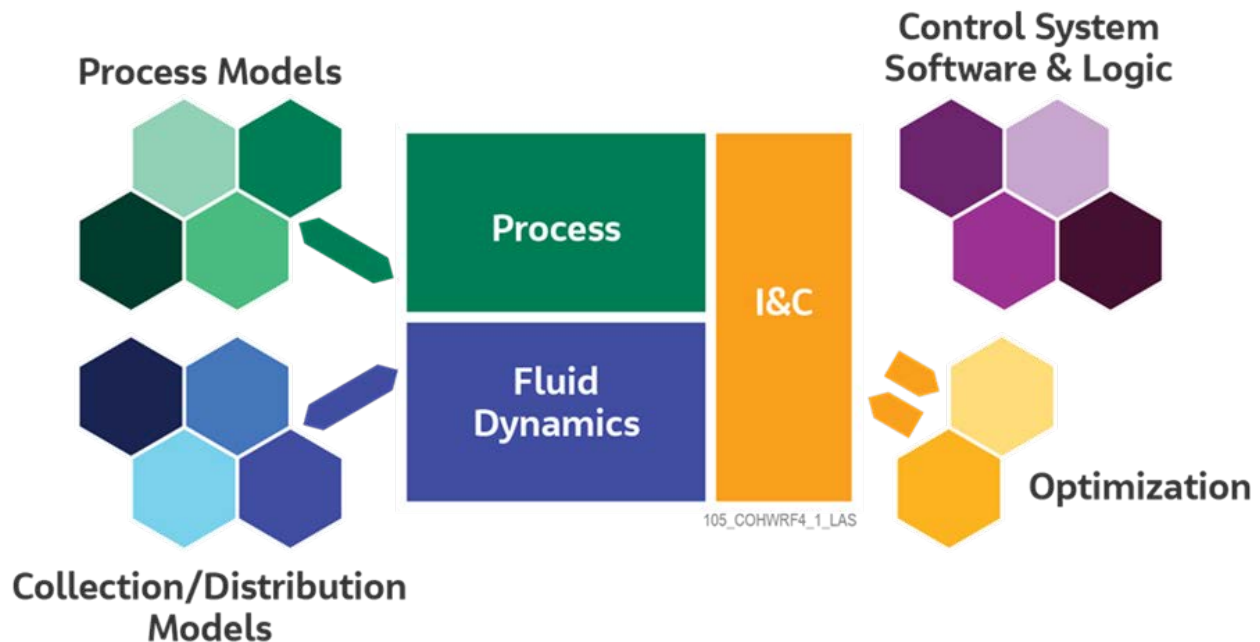 Process Models
Control System
Software & Logic
Process
I&C
Fluid
Dynamics
Optimization
105_COHWRF4_1_LAS
Collection/Distribution
Models